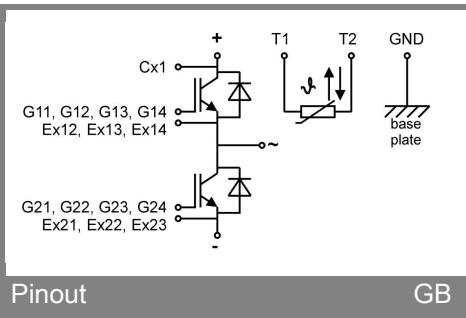 +
T1 T2 GND
Cx1
G11, G12, G13, G14
Ex12, Ex13, Ex14
ϑ
base
plate
~
G21, G22, G23, G24
Ex21, Ex22, Ex23
-
Pinout GB